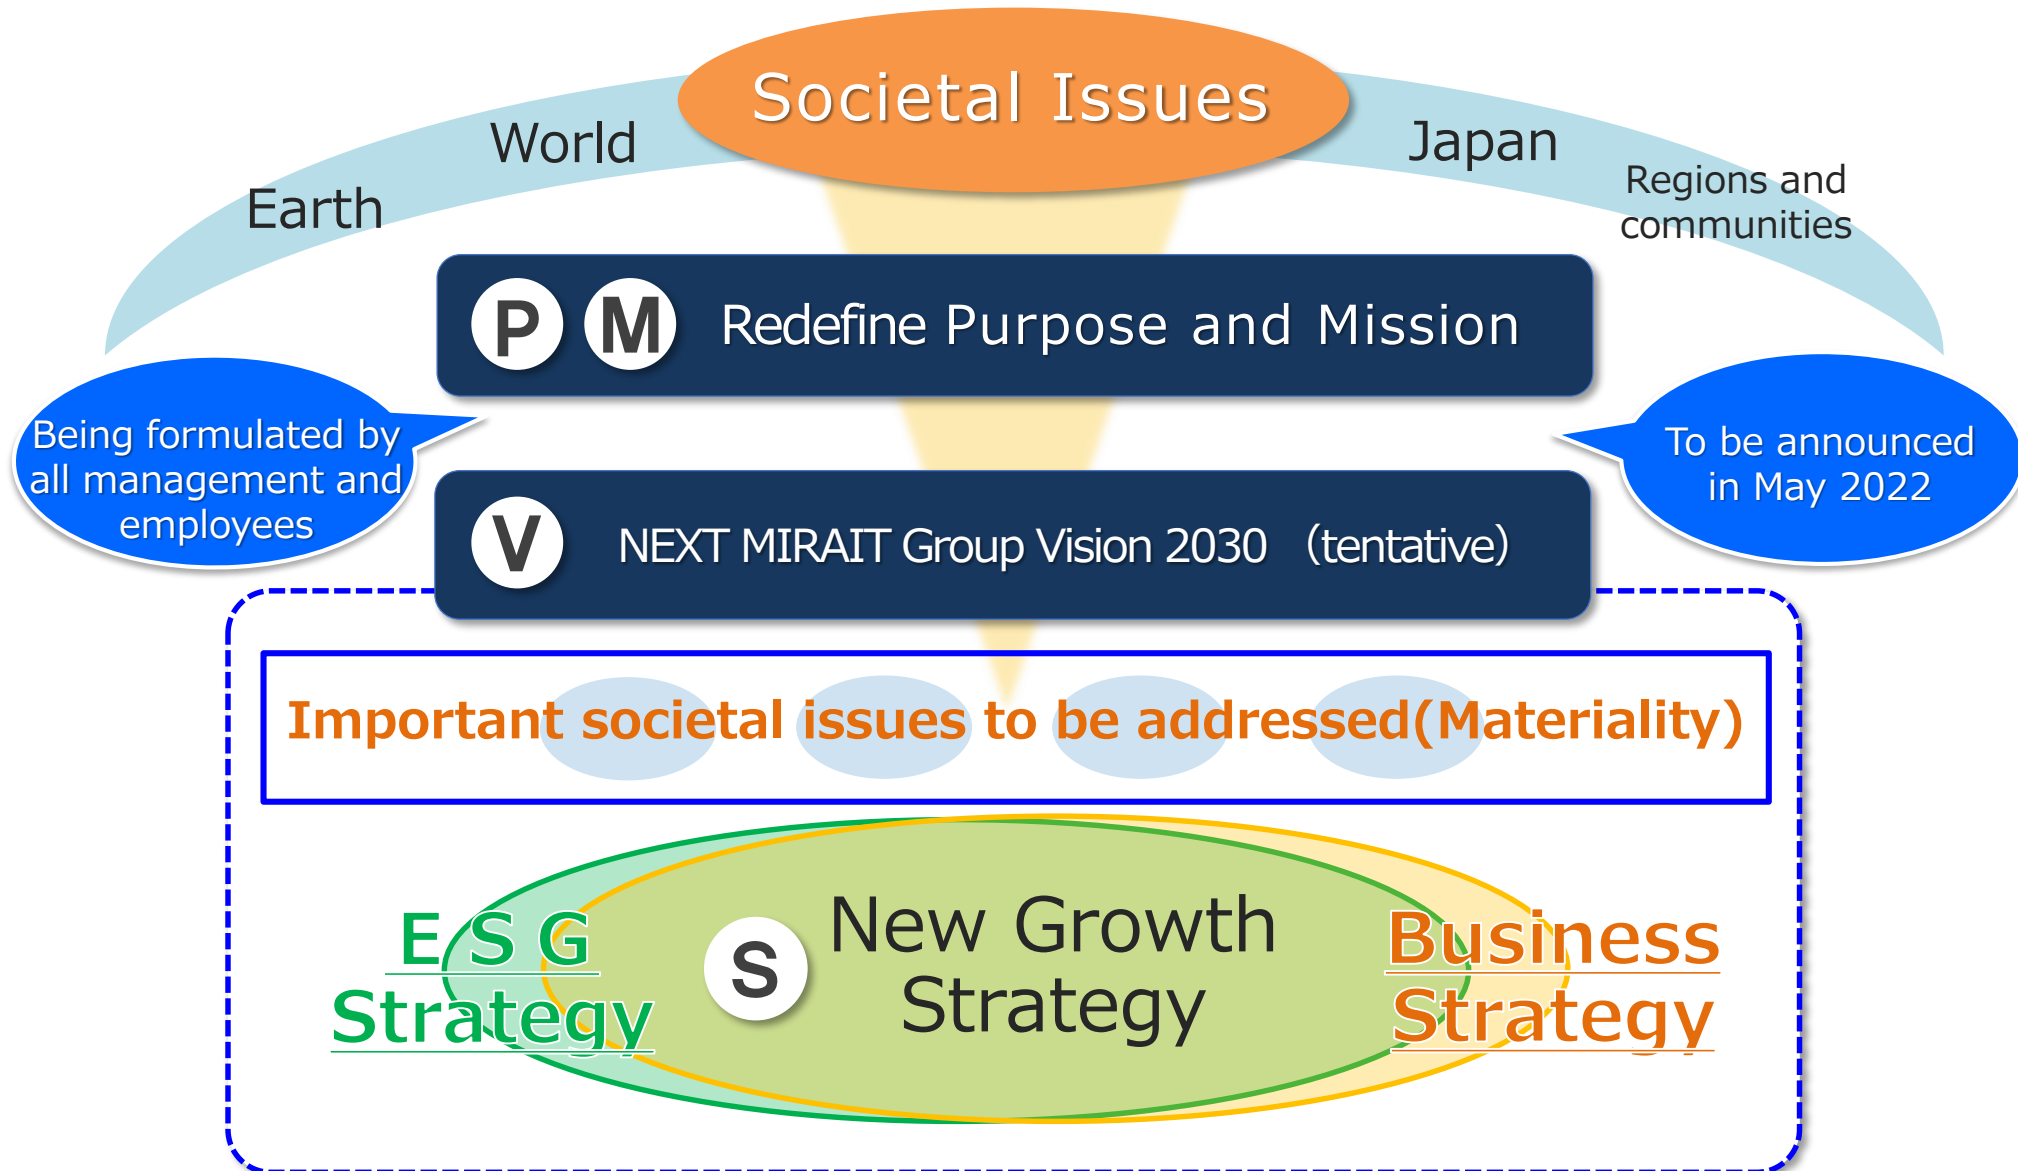 Societal Issues
World
Japan
Earth
Regions and
communities
P M Redefine Purpose and Mission
Being formulated by
all management and
employees
To be announced
in May 2022
V NEXT MIRAIT Group Vision 2030 （tentative）
Important societal issues to be addressed(Materiality)
E S G
Strategy
S
New Growth
Strategy
Business
Strategy